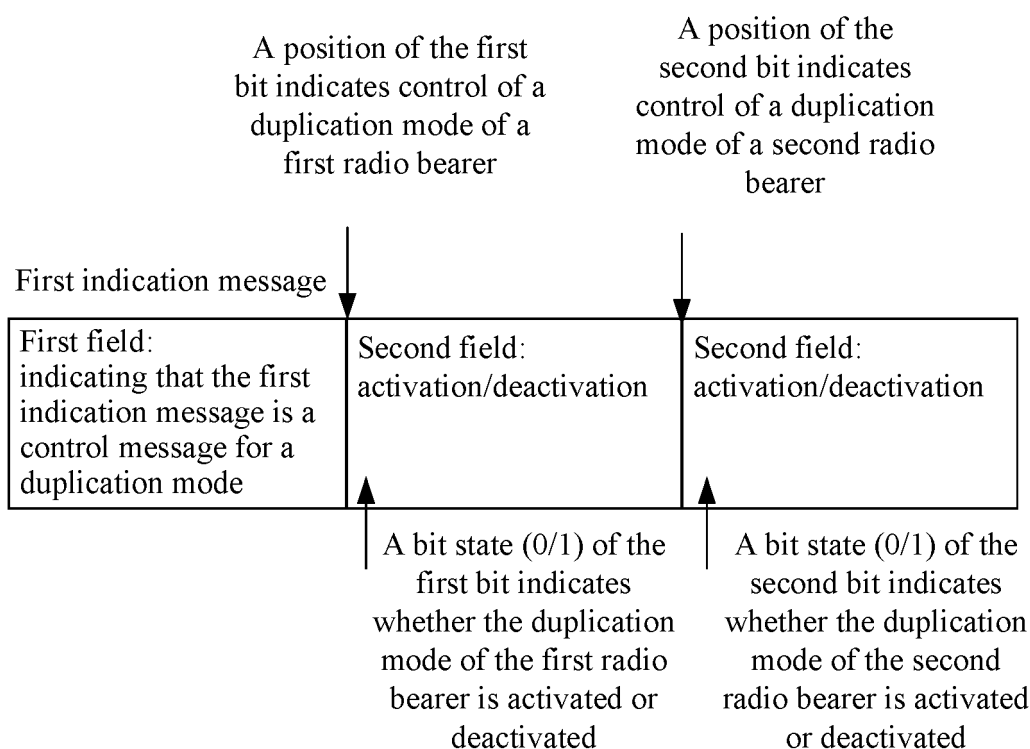 A position of the first
bit indicates control of a
duplication mode of a
first radio bearer
A position of the
second bit indicates
control of a duplication
mode of a second radio
bearer
First indication message
First field:
indicating that the first
indication message is a
control message for a
duplication mode
Second field:
activation/deactivation
Second field:
activation/deactivation
A bit state (0/1) of the
first bit indicates
whether the duplication
mode of the first radio
bearer is activated or
deactivated
A bit state (0/1) of the
second bit indicates
whether the duplication
mode of the second
radio bearer is activated
or deactivated